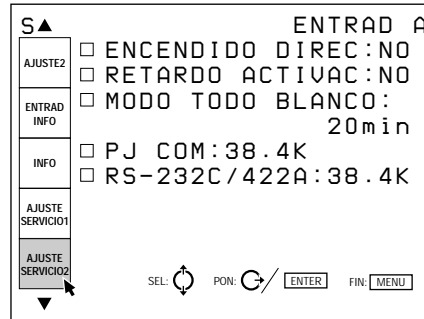 S▲ ENTRAD A
AJUSTE2
ENTRAD
INFO
INFO
AJUSTE
SERVICIO1
AJUSTE
SERVICIO2
▼
□ ENCENDIDO DIREC:NO
□ RETARDO ACTIVAC:NO
□ MODO TODO BLANCO:
20min
□ PJ COM:38.4K
□ RS-232C/422A:38.4K
SEL: PON: / ENTER FIN: MENU